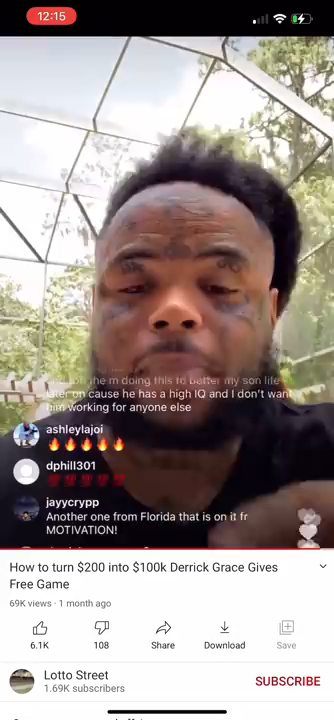 12:15
m doing this to better my son life
later on cause he has a high IQ and I don't want
him working for anyone else
ashleylajoi
dphill301
jayycrypp
Another one from Florida that is on it fr
MOTIVATION!
How to turn $200 into $100k Derrick Grace Gives
Free Game
69K views · 1 month ago
6.1K
108
Share
Download
Save
Lotto Street
1.69K subscribers
SUBSCRIBE